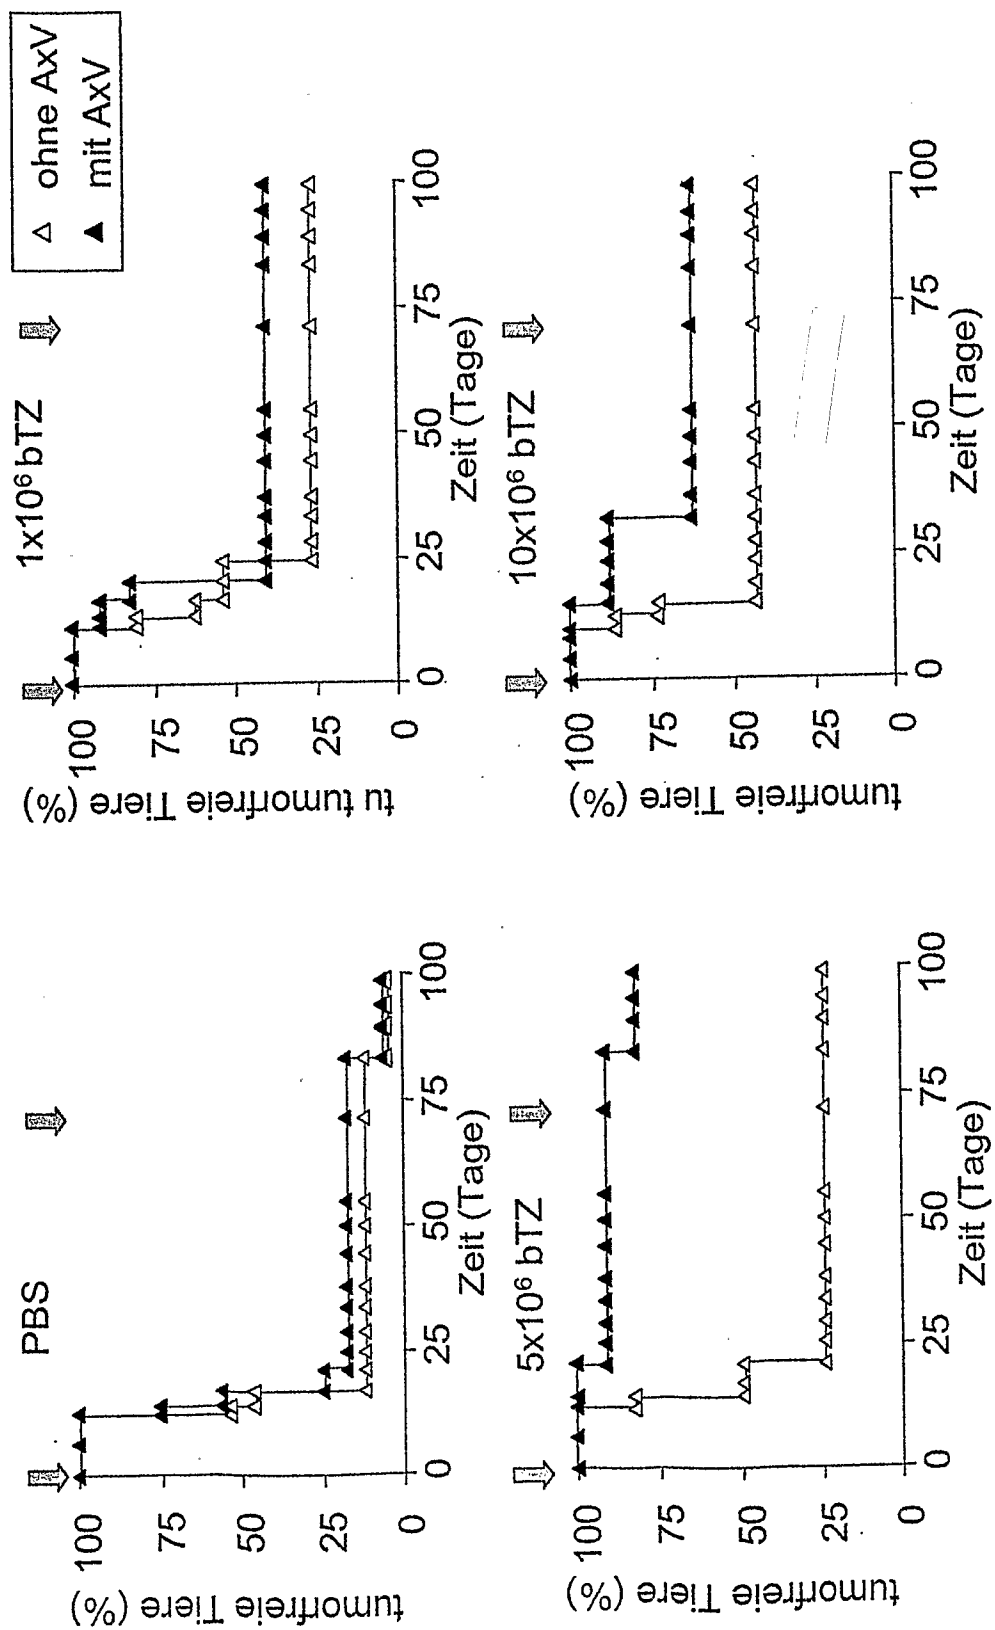 △ ohne AxV
▲ mit AxV
PBS
tumorfreie Tiere (%)
100
75
50
25
0
0
25
50
75
100
Zeit (Tage)
1x10⁶ bTZ
tu tumorfreie Tiere (%)
100
75
50
25
0
0
25
50
75
100
Zeit (Tage)
5x10⁶ bTZ
tumorfreie Tiere (%)
100
75
50
25
0
0
25
50
75
100
Zeit (Tage)
10x10⁶ bTZ
tumorfreie Tiere (%)
100
75
50
25
0
0
25
50
75
100
Zeit (Tage)